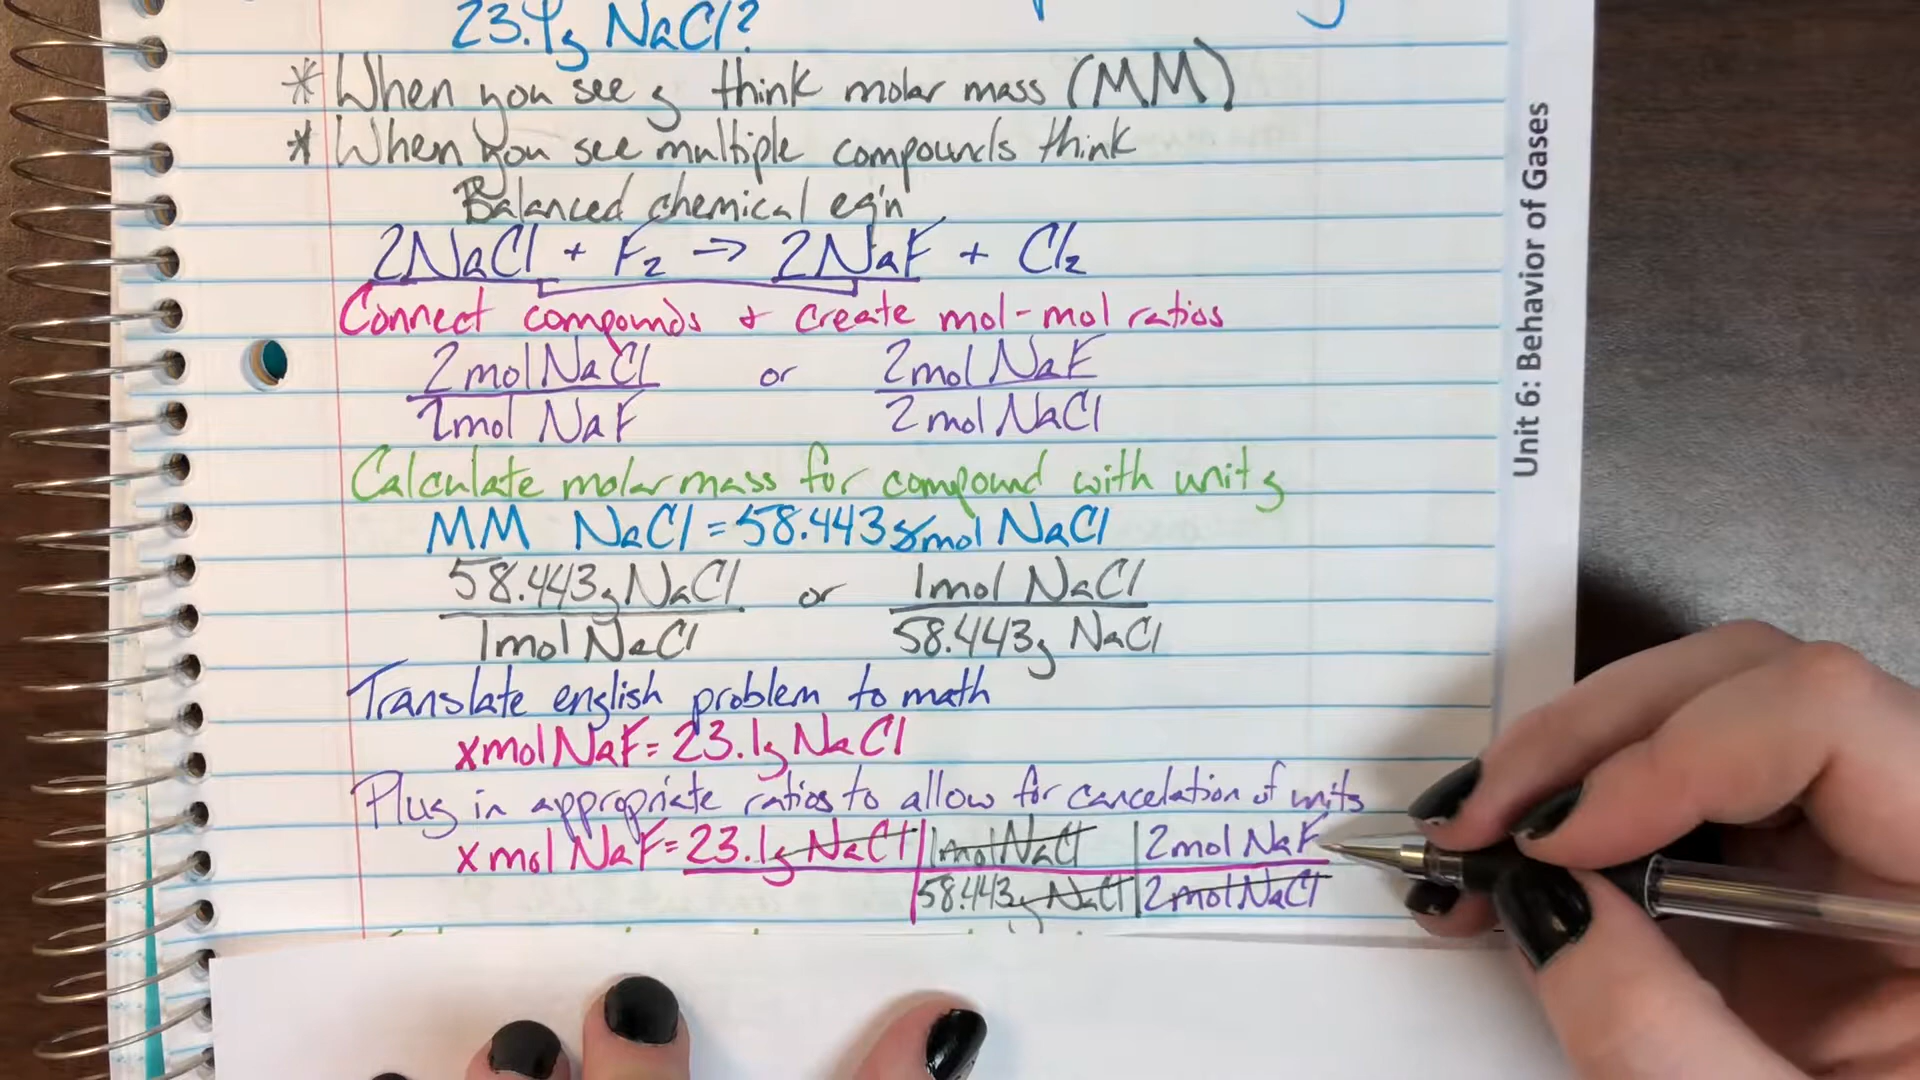 23.1g NaCl?
* When you see g think molar mass (MM)
* When you see multiple compounds think
Balanced chemical eq'n
2NaCl + F₂ → 2NaF + Cl₂
Connect compounds & create mol-mol ratios
2mol NaCl or 2mol NaF
2mol NaF 2mol NaCl
Calculate molar mass for compound with unit g
MM NaCl = 58.443g/mol NaCl
58.443g NaCl or 1mol NaCl
1mol NaCl 58.443g NaCl
Translate english problem to math
xmol NaF = 23.1g NaCl
Plug in appropriate ratios to allow for cancelation of units
xmol NaF = 23.1g NaCl | 1mol NaCl | 2mol NaF
58.443g NaCl | 2mol NaCl
Unit 6: Behavior of Gases